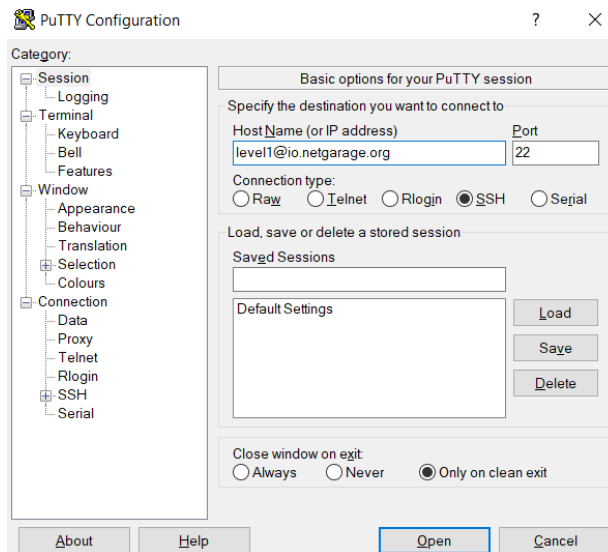 PuTTY Configuration ? X
Category:
Session
Logging
Terminal
Keyboard
Bell
Features
Window
Appearance
Behaviour
Translation
Selection
Colours
Connection
Data
Proxy
Telnet
Rlogin
SSH
Serial
Basic options for your PuTTY session
Specify the destination you want to connect to
Host Name (or IP address) Port
level1@io.netgarage.org 22
Connection type:
Raw Telnet Rlogin SSH Serial
Load, save or delete a stored session
Saved Sessions
Default Settings
Load
Save
Delete
Close window on exit:
Always Never Only on clean exit
About Help Open Cancel